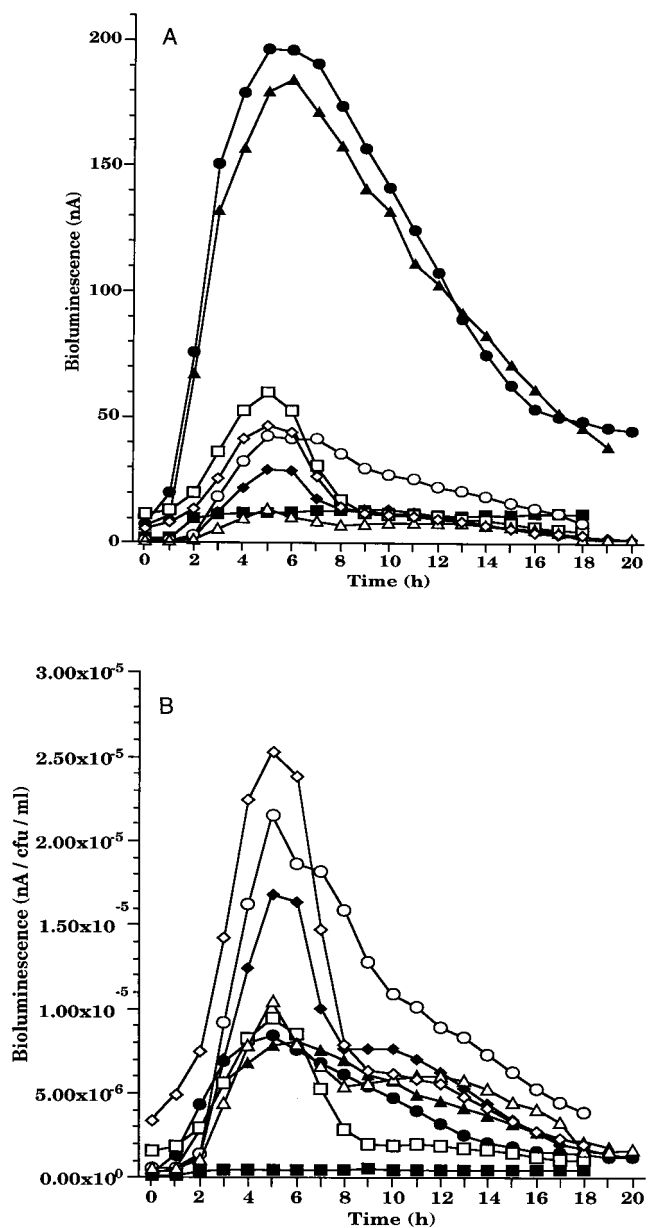 A
200
150
100
50
0
Bioluminescence (nA)
0 2 4 6 8 10 12 14 16 18 20
Time (h)
B
3.00x10-5
2.50x10-5
2.00x10-5
1.50x10-5
1.00x10-5
5.00x10-6
0.00x100
Bioluminescence (nA / cfu / ml)
0 2 4 6 8 10 12 14 16 18 20
Time (h)